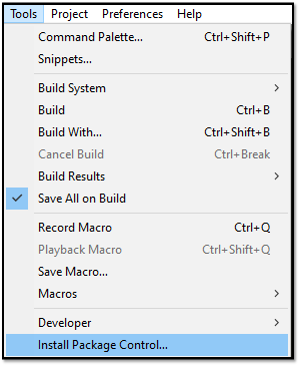 Tools Project Preferences Help
Command Palette... Ctrl+Shift+P
Snippets...
Build System
Build Ctrl+B
Build With... Ctrl+Shift+B
Cancel Build Ctrl+Break
Build Results
Save All on Build
Record Macro Ctrl+Q
Playback Macro Ctrl+Shift+Q
Save Macro...
Macros
Developer
Install Package Control...